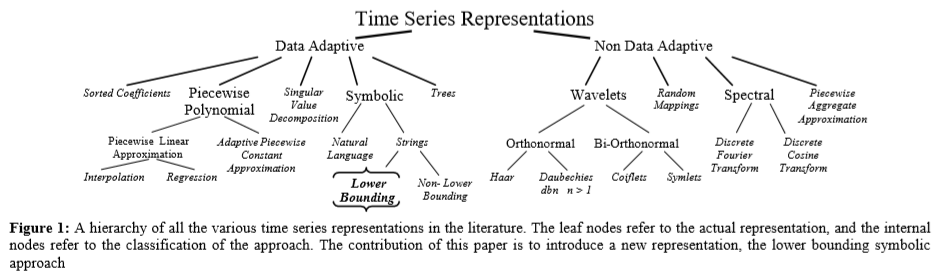 Time Series Representations
Data Adaptive
Non Data Adaptive
Sorted Coefficients
Piecewise
Polynomial
Singular
Value
Decomposition
Symbolic
Trees
Wavelets
Random
Mappings
Spectral
Piecewise
Aggregate
Approximation
Piecewise Linear
Approximation
Adaptive Piecewise
Constant
Approximation
Natural
Language
Strings
Orthonormal
Bi-Orthonormal
Discrete
Fourier
Transform
Discrete
Cosine
Transform
Interpolation
Regression
Lower
Bounding
Non- Lower
Bounding
Haar
Daubechies
dbn n > 1
Coiflets
Symlets
Figure 1: A hierarchy of all the various time series representations in the literature. The leaf nodes refer to the actual representation, and the internal
nodes refer to the classification of the approach. The contribution of this paper is to introduce a new representation, the lower bounding symbolic
approach